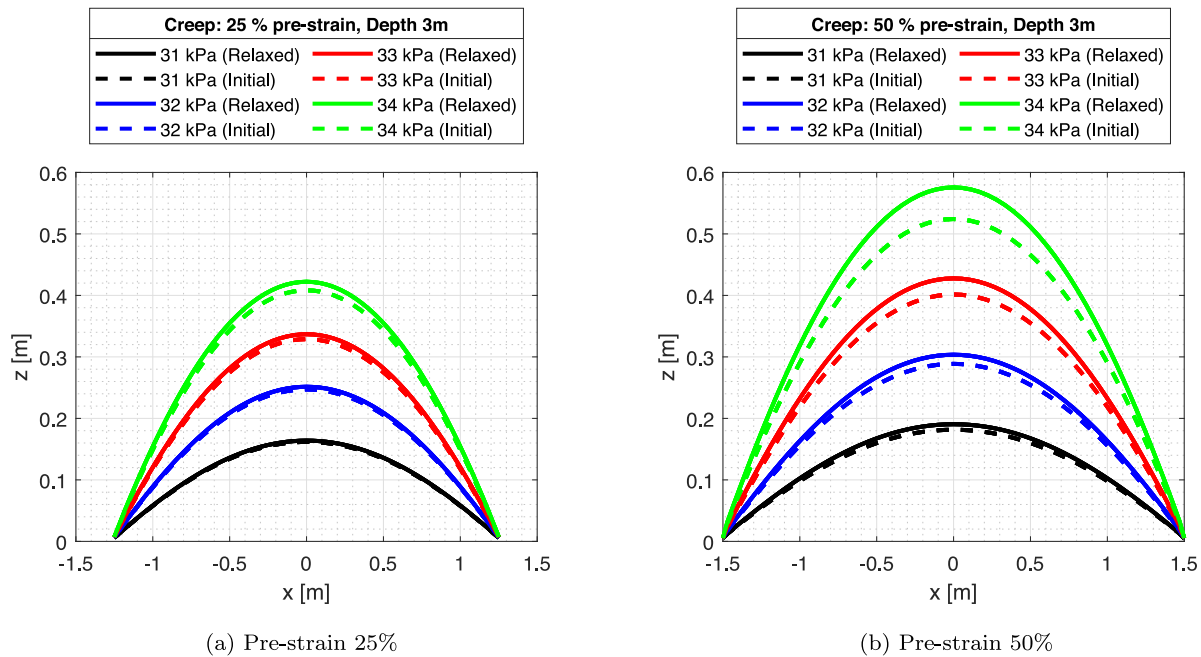 Creep: 25 % pre-strain, Depth 3m
31 kPa (Relaxed) 33 kPa (Relaxed)
31 kPa (Initial) 33 kPa (Initial)
32 kPa (Relaxed) 34 kPa (Relaxed)
32 kPa (Initial) 34 kPa (Initial)
0.6
0.5
0.4
0.3
0.2
0.1
0
z [m]
-1.5 -1 -0.5 0 0.5 1 1.5
x [m]
(a) Pre-strain 25%
Creep: 50 % pre-strain, Depth 3m
31 kPa (Relaxed) 33 kPa (Relaxed)
31 kPa (Initial) 33 kPa (Initial)
32 kPa (Relaxed) 34 kPa (Relaxed)
32 kPa (Initial) 34 kPa (Initial)
0.6
0.5
0.4
0.3
0.2
0.1
0
z [m]
-1.5 -1 -0.5 0 0.5 1 1.5
x [m]
(b) Pre-strain 50%